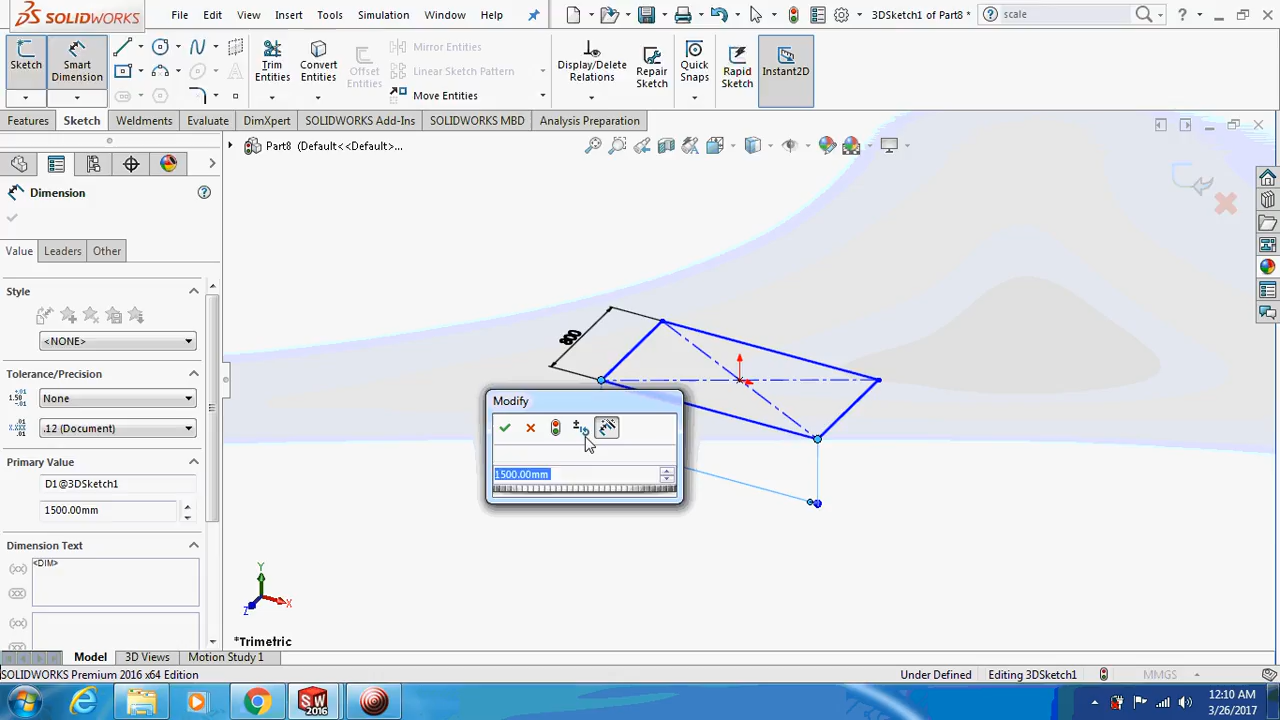 SOLIDWORKS File Edit View Insert Tools Simulation Window Help 3DSketch1 of Part8 * scale ?
Sketch Smart Dimension Trim Entities Convert Entities Offset Entities Mirror Entities Linear Sketch Pattern Move Entities Display/Delete Relations Repair Sketch Quick Snaps Rapid Sketch Instant2D
Features Sketch Weldments Evaluate DimXpert SOLIDWORKS Add-Ins SOLIDWORKS MBD Analysis Preparation
Part8 (Default<<Default>...
Dimension
Value Leaders Other
Style
<NONE>
Tolerance/Precision
None
.12 (Document)
Primary Value
D1@3DSketch1
1500.00mm
Dimension Text
<DIM>
800
Modify
1500.00mm
Y
X
Z
*Trimetric
Model 3D Views Motion Study 1
SOLIDWORKS Premium 2016 x64 Edition Under Defined Editing 3DSketch1 MMGS
SW 2016
12:10 AM
3/26/2017